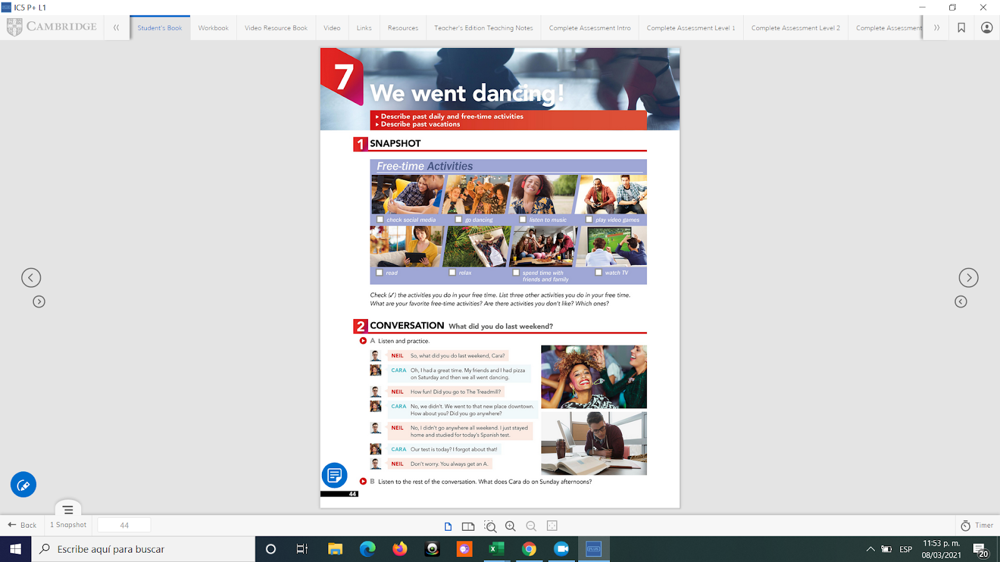 IC5 P+ L1
CAMBRIDGE
Student's Book
Workbook
Video Resource Book
Video
Links
Resources
Teacher's Edition Teaching Notes
Complete Assessment Intro
Complete Assessment Level 1
Complete Assessment Level 2
Complete Assessment
7
We went dancing!
▸ Describe past daily and free-time activities
▸ Describe past vacations
1 SNAPSHOT
Free-time Activities
check social media
go dancing
listen to music
play video games
read
relax
spend time with
friends and family
watch TV
Check (✓) the activities you do in your free time. List three other activities you do in your free time.
What are your favorite free-time activities? Are there activities you don't like? Which ones?
2 CONVERSATION What did you do last weekend?
A Listen and practice.
NEIL So, what did you do last weekend, Cara?
CARA Oh, I had a great time. My friends and I had pizza
on Saturday and then we all went dancing.
NEIL How fun! Did you go to The Treadmill?
CARA No, we didn't. We went to that new place downtown.
How about you? Did you go anywhere?
NEIL No, I didn't go anywhere all weekend. I just stayed
home and studied for today's Spanish test.
CARA Our test is today? I forgot about that!
NEIL Don't worry. You always get an A.
B Listen to the rest of the conversation. What does Cara do on Sunday afternoons?
44
Back
1 Snapshot
44
Timer
Escribe aquí para buscar
PLUS
ESP
11:53 p. m.
08/03/2021
20